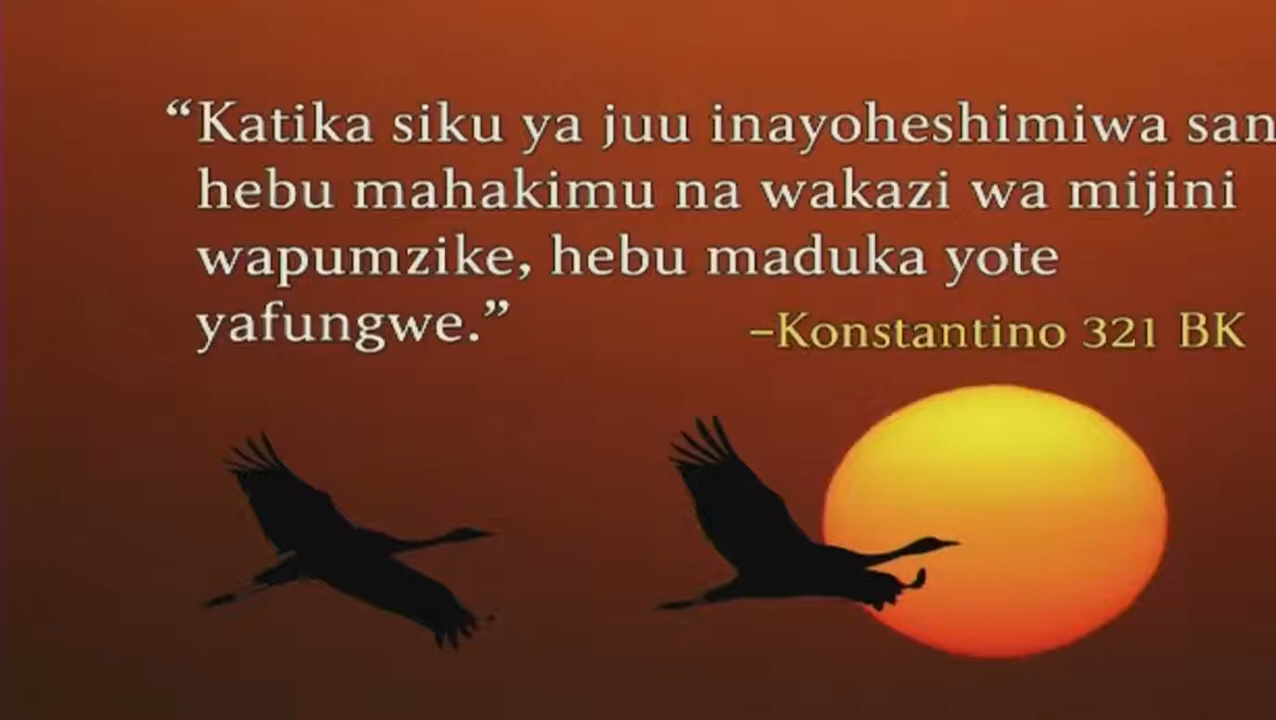 “Katika siku ya juu inayoheshimiwa san
hebu mahakimu na wakazi wa mijini
wapumzike, hebu maduka yote
yafungwe.”
–Konstantino 321 BK